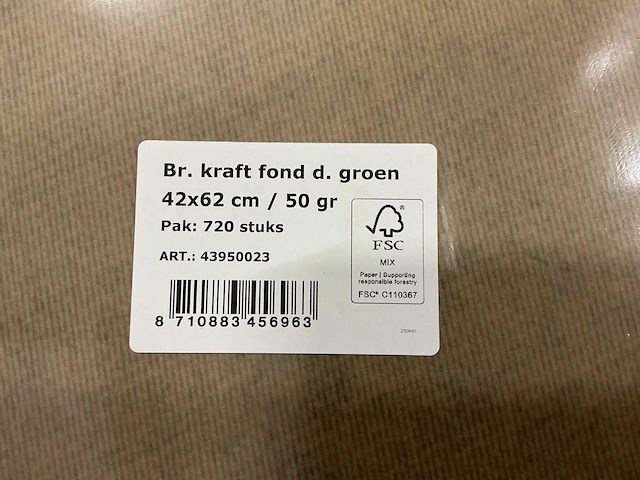 Br. kraft fond d. groen
42x62 cm / 50 gr
Pak: 720 stuks
ART.: 43950023
8 710883 456963
®
FSC
MIX
Paper | Supporting
responsible forestry
FSC® C110367